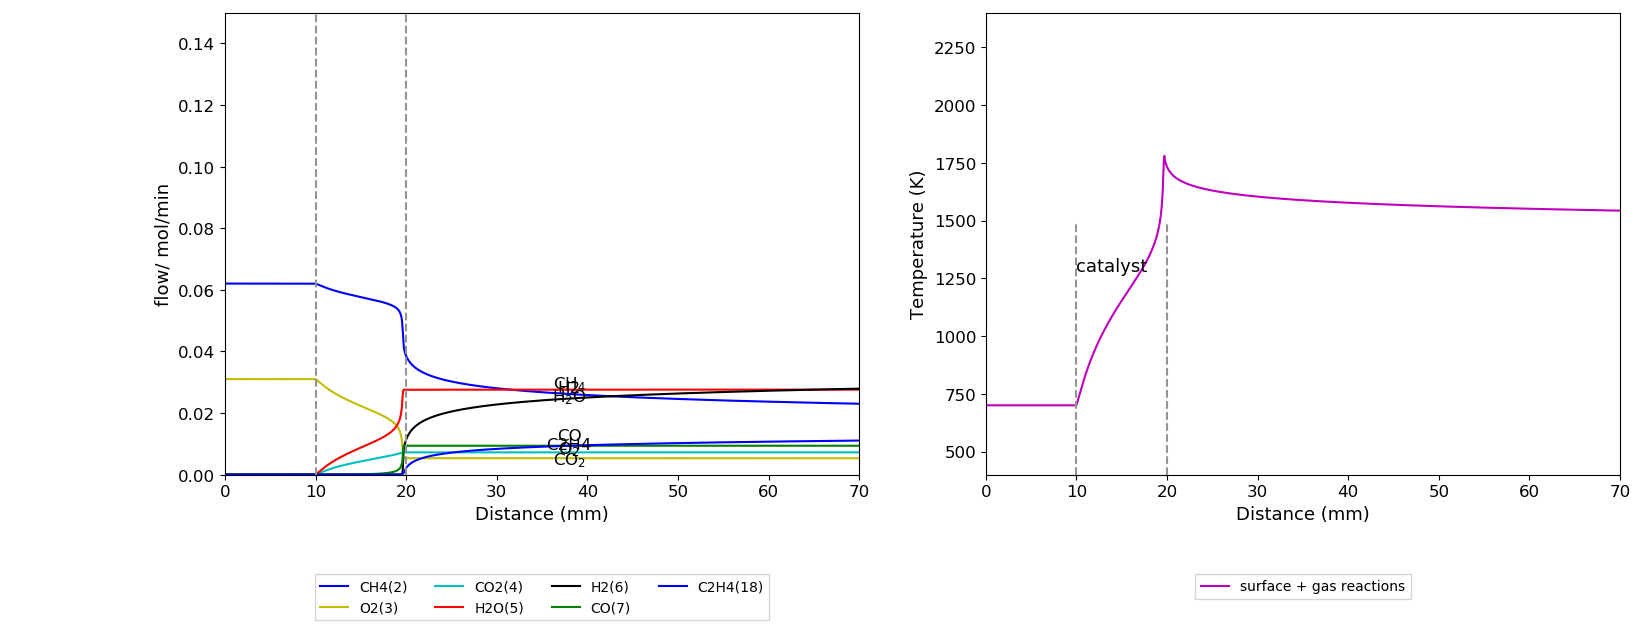 0.14
0.12
0.10
0.08
0.06
0.04
0.02
0.00
flow/ mol/min
0 10 20 30 40 50 60 70
Distance (mm)
CH4
H2
H2O
CO
C2H4
O2
CO2
CH4(2) CO2(4) H2(6) C2H4(18)
O2(3) H2O(5) CO(7)
2250
2000
1750
1500
1250
1000
750
500
Temperature (K)
catalyst
0 10 20 30 40 50 60 70
Distance (mm)
surface + gas reactions